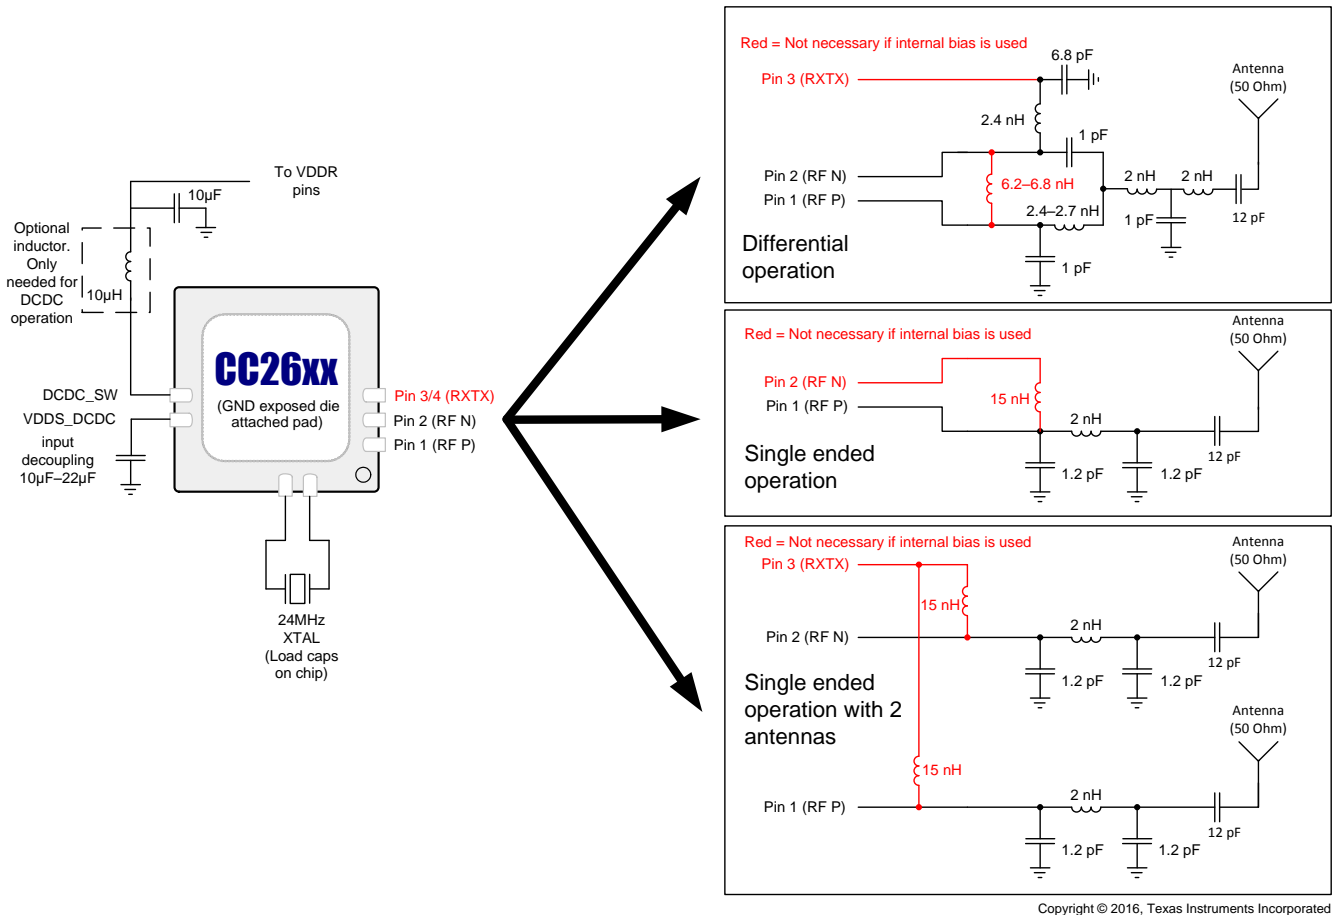 To VDDR
pins
10µF
Optional
inductor.
Only
needed for
DCDC
operation
10µH
CC26xx
(GND exposed die
attached pad)
DCDC_SW
VDDS_DCDC
input
decoupling
10µF–22µF
Pin 3/4 (RXTX)
Pin 2 (RF N)
Pin 1 (RF P)
24MHz
XTAL
(Load caps
on chip)
Red = Not necessary if internal bias is used
Pin 3 (RXTX)
6.8 pF
Antenna
(50 Ohm)
2.4 nH
1 pF
Pin 2 (RF N)
Pin 1 (RF P)
6.2–6.8 nH
2 nH
2 nH
2.4–2.7 nH
1 pF
12 pF
Differential
operation
1 pF
Red = Not necessary if internal bias is used
Antenna
(50 Ohm)
Pin 2 (RF N)
Pin 1 (RF P)
15 nH
2 nH
12 pF
Single ended
operation
1.2 pF
1.2 pF
Red = Not necessary if internal bias is used
Antenna
(50 Ohm)
Pin 3 (RXTX)
15 nH
Pin 2 (RF N)
2 nH
12 pF
1.2 pF
1.2 pF
Single ended
operation with 2
antennas
Antenna
(50 Ohm)
15 nH
Pin 1 (RF P)
2 nH
12 pF
1.2 pF
1.2 pF
Copyright © 2016, Texas Instruments Incorporated